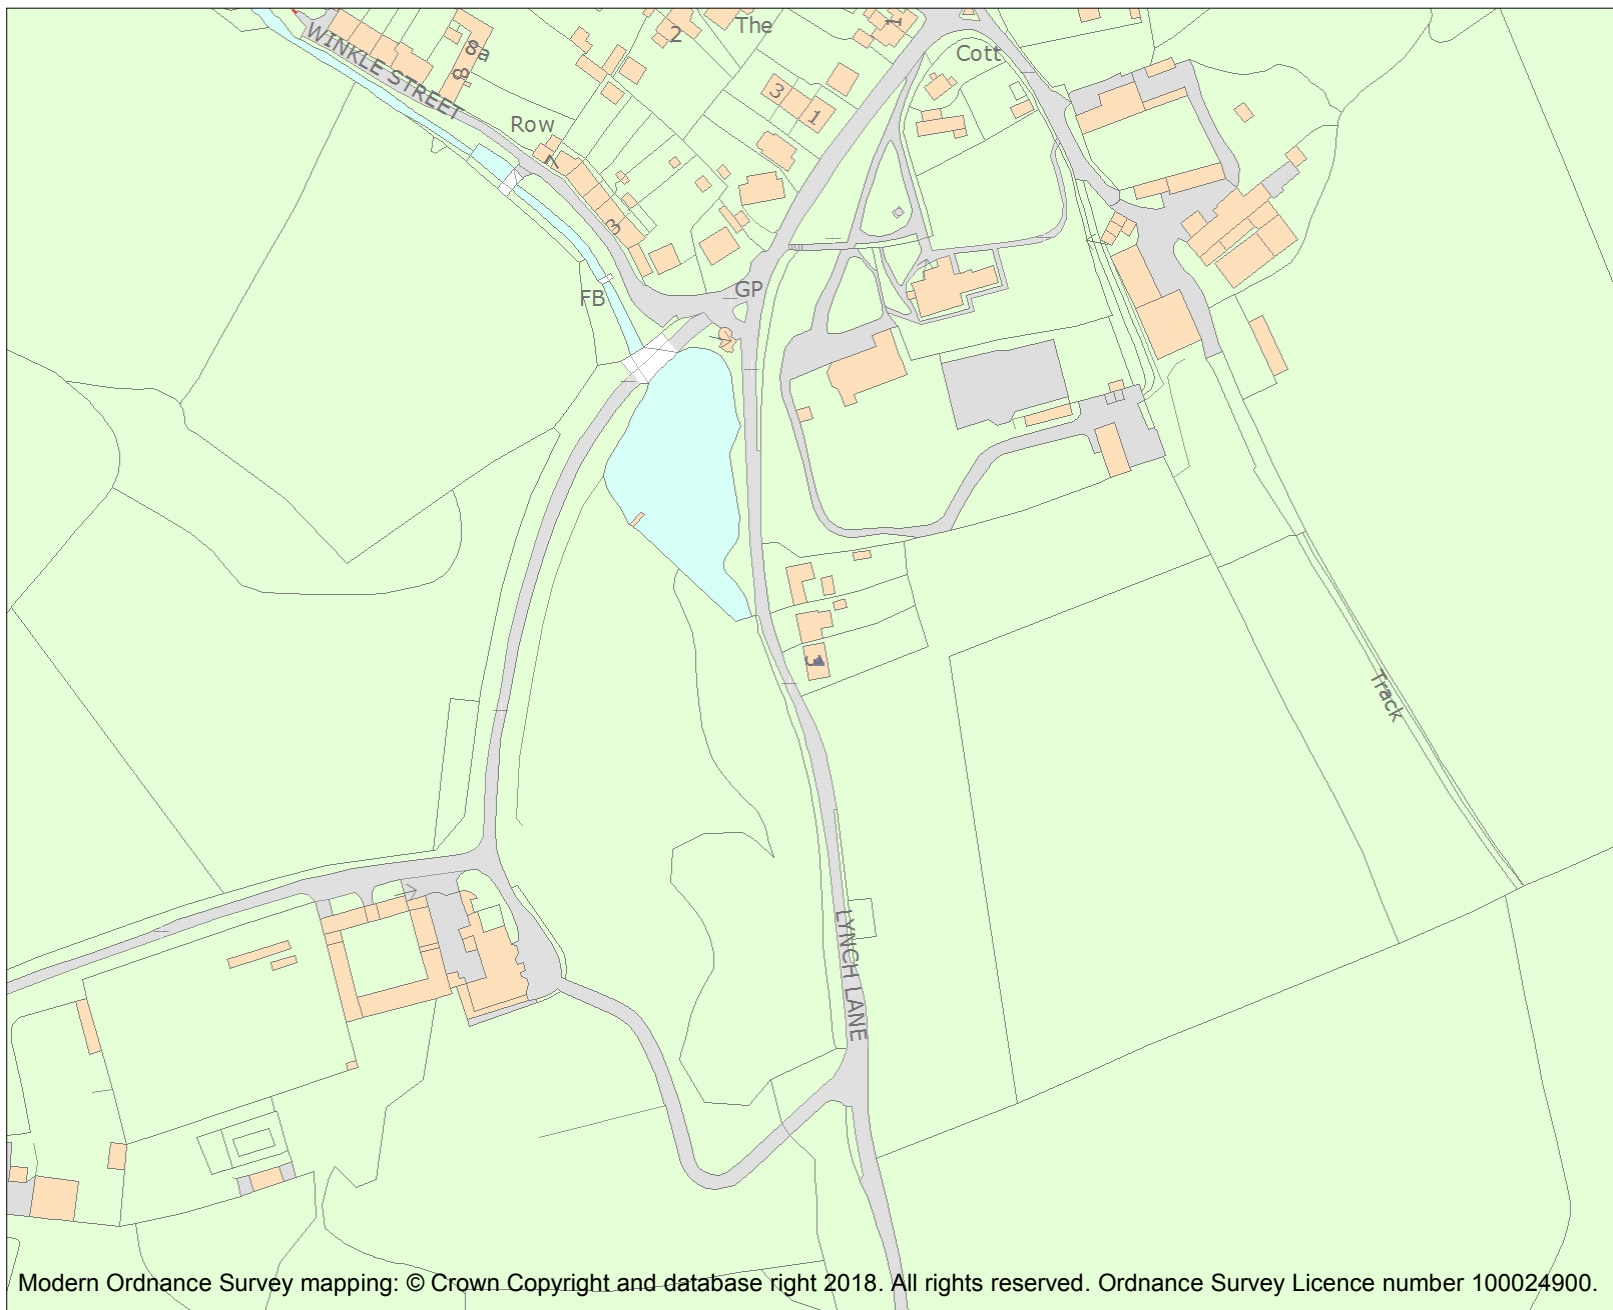 The
2
1
WINKLE STREET
8a
8
Cott
3
1
Row
7
3
FB
GP
3
Track
LYNCH LANE
Modern Ordnance Survey mapping: © Crown Copyright and database right 2018. All rights reserved. Ordnance Survey Licence number 100024900.